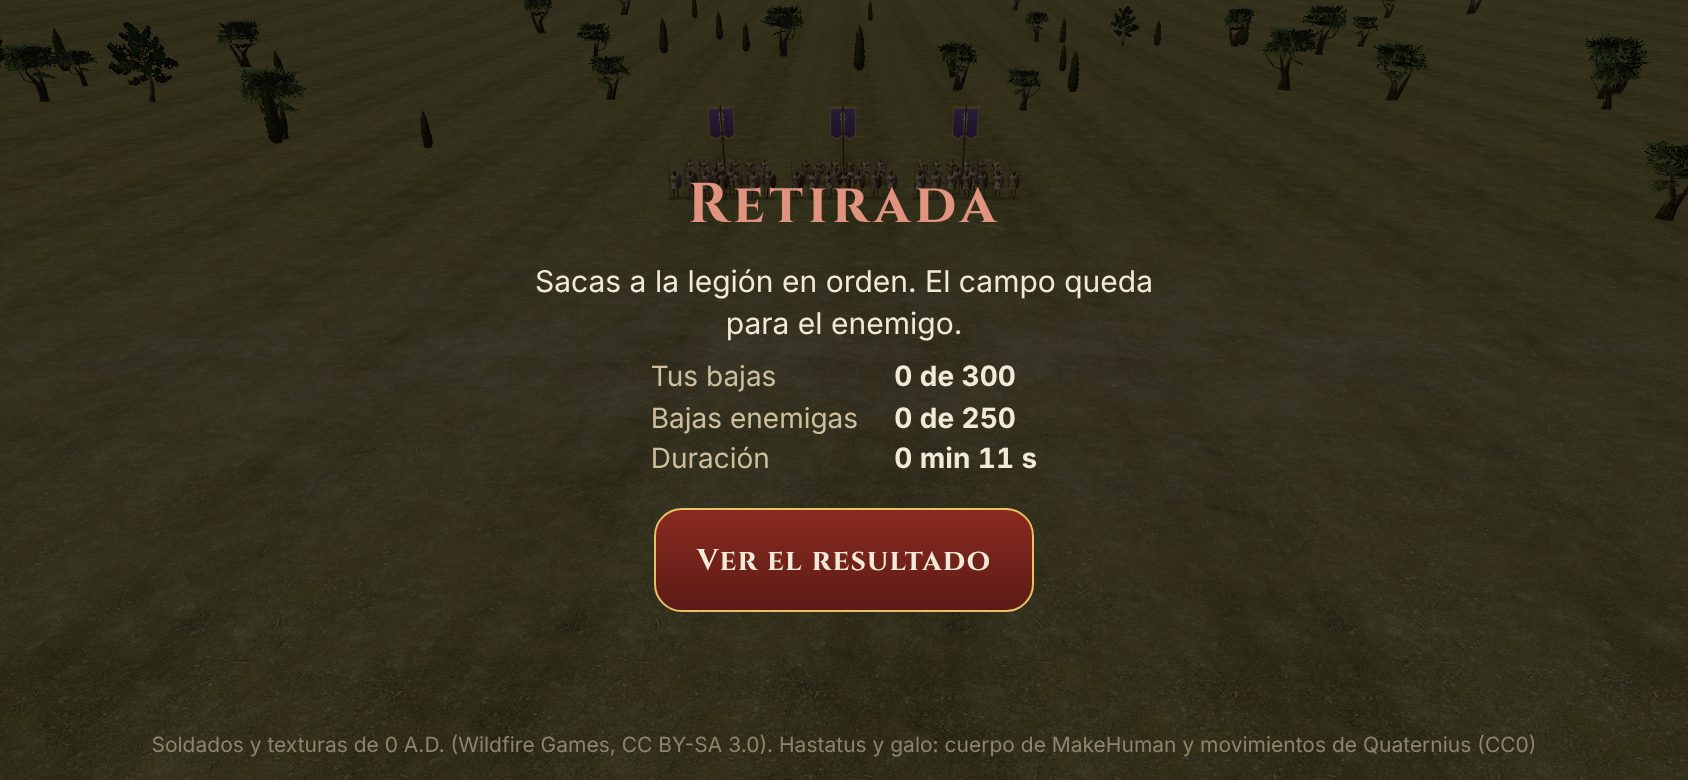 Retirada
Sacas a la legión en orden. El campo queda
para el enemigo.
Tus bajas 0 de 300
Bajas enemigas 0 de 250
Duración 0 min 11 s
Ver el resultado
Soldados y texturas de 0 A.D. (Wildfire Games, CC BY-SA 3.0). Hastatus y galo: cuerpo de MakeHuman y movimientos de Quaternius (CC0)